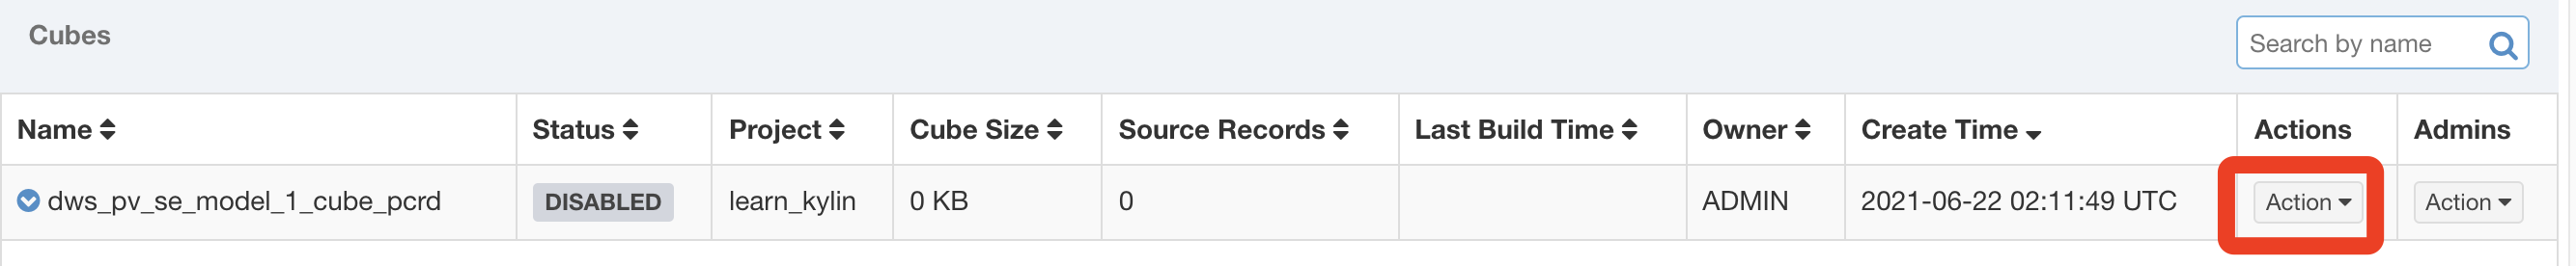 Cubes
Search by name
Name Status Project Cube Size Source Records Last Build Time Owner Create Time Actions Admins
dws_pv_se_model_1_cube_pcrd DISABLED learn_kylin 0 KB 0 ADMIN 2021-06-22 02:11:49 UTC Action Action